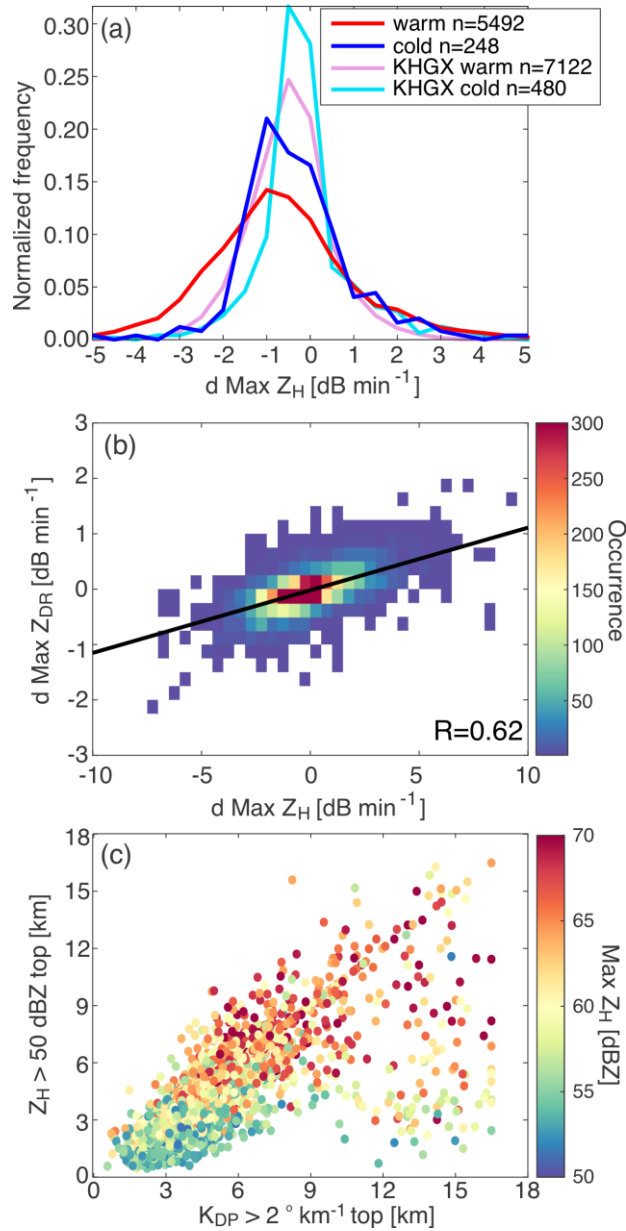 (a)
warm n=5492
cold n=248
KHGX warm n=7122
KHGX cold n=480
0.30
0.25
0.20
0.15
0.10
0.05
0.00
Normalized frequency
-5 -4 -3 -2 -1 0 1 2 3 4 5
d Max Z_H [dB min⁻¹]
(b)
3
2
1
0
-1
-2
-3
d Max Z_DR [dB min⁻¹]
R=0.62
300
250
200
150
100
50
Occurrence
-10 -5 0 5 10
d Max Z_H [dB min⁻¹]
(c)
18
15
12
9
6
3
0
Z_H > 50 dBZ top [km]
70
65
60
55
50
Max Z_H [dBZ]
0 3 6 9 12 15 18
K_DP > 2 ° km⁻¹ top [km]